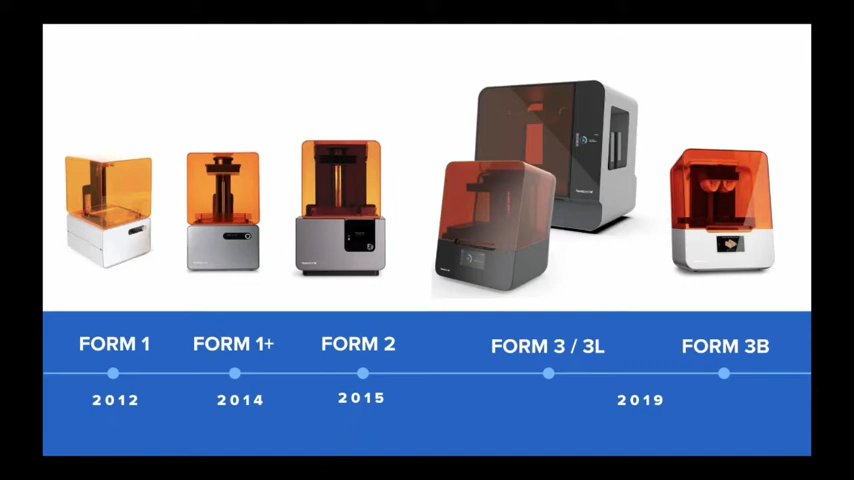 FORM 1
FORM 1+
FORM 2
FORM 3 / 3L
FORM 3B
2012
2014
2015
2019